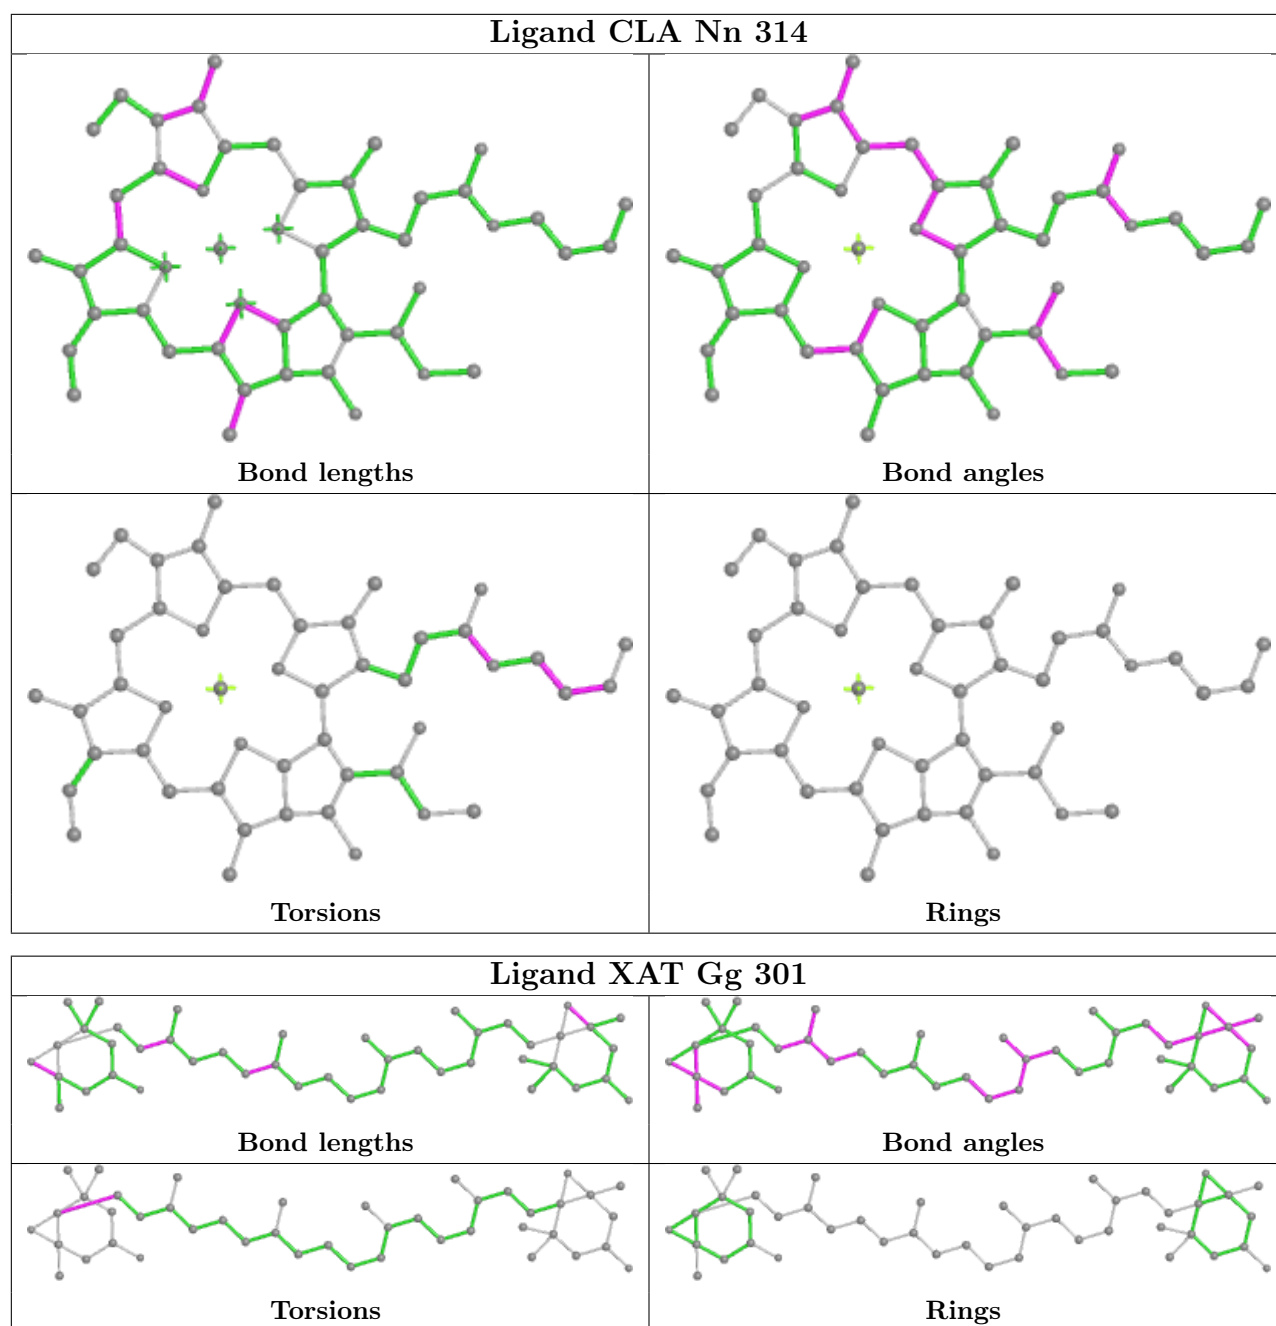 Ligand CLA Nn 314
Bond lengths
Bond angles
Torsions
Rings
Ligand XAT Gg 301
Bond lengths
Bond angles
Torsions
Rings